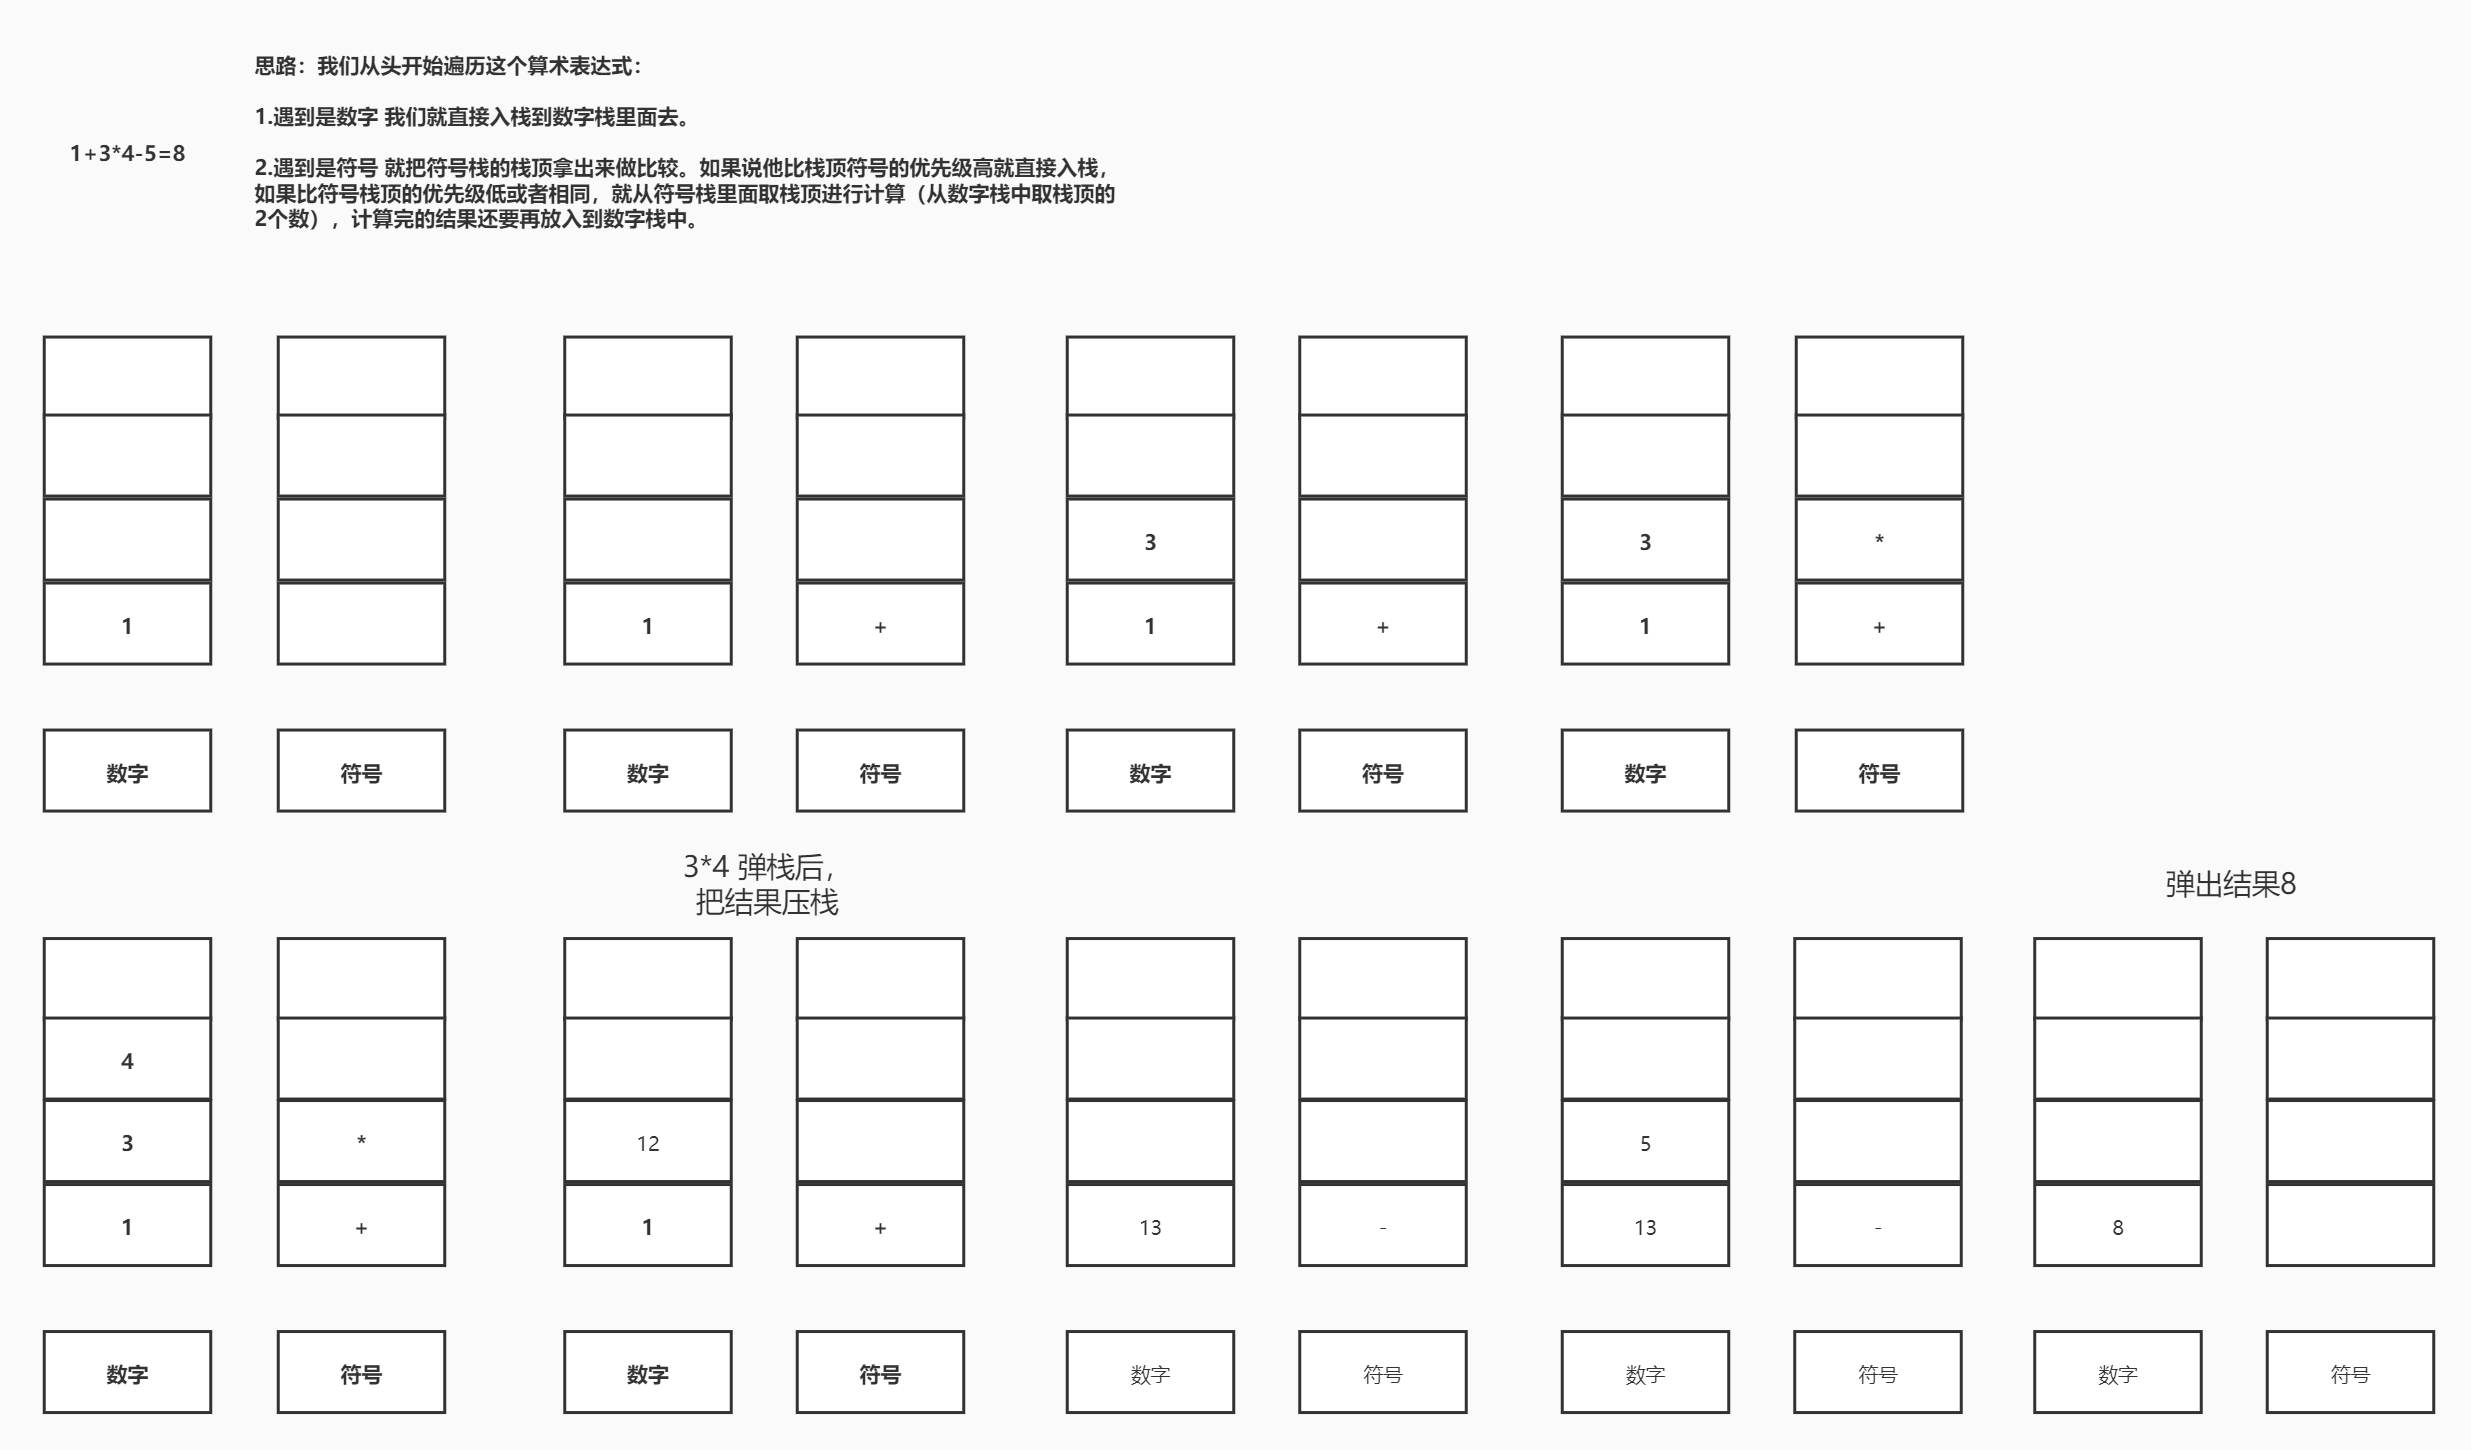 思路：我们从头开始遍历这个算术表达式：
1.遇到是数字 我们就直接入栈到数字栈里面去。
1+3*4-5=8
2.遇到是符号 就把符号栈的栈顶拿出来做比较。如果说他比栈顶符号的优先级高就直接入栈，
如果比符号栈顶的优先级低或者相同，就从符号栈里面取栈顶进行计算（从数字栈中取栈顶的
2个数），计算完的结果还要再放入到数字栈中。
3 3 *
1 1 + 1 + 1 +
数字 符号 数字 符号 数字 符号 数字 符号
3*4 弹栈后，
把结果压栈
弹出结果8
4
3 * 12 5
1 + 1 + 13 - 13 - 8
数字 符号 数字 符号 数字 符号 数字 符号 数字 符号